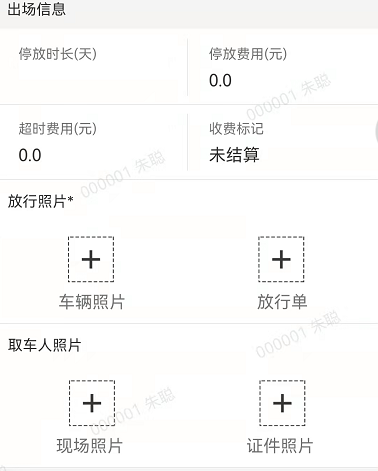 出场信息
停放时长(天) 停放费用(元)
0.0
超时费用(元) 收费标记
0.0 未结算
放行照片*
车辆照片 放行单
取车人照片
现场照片 证件照片
000001 朱聪
000001 朱聪
000001 朱聪
000001 朱聪